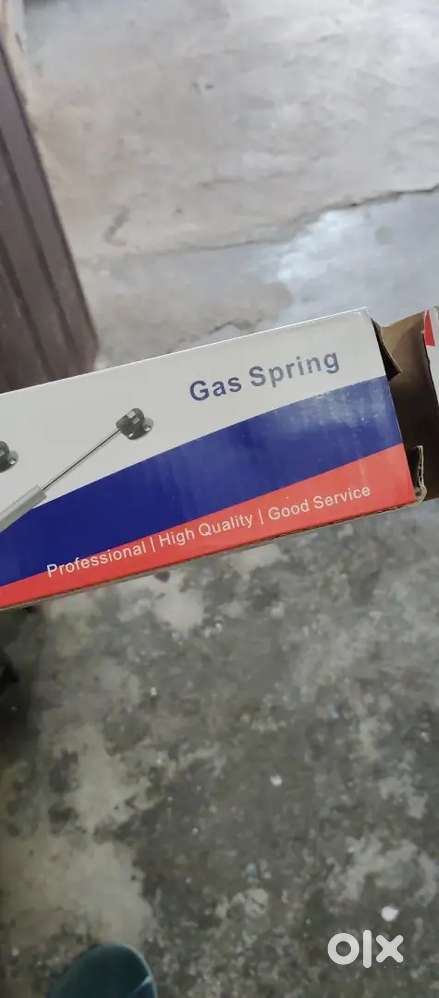 Gas Spring
Professional | High Quality | Good Service
olx